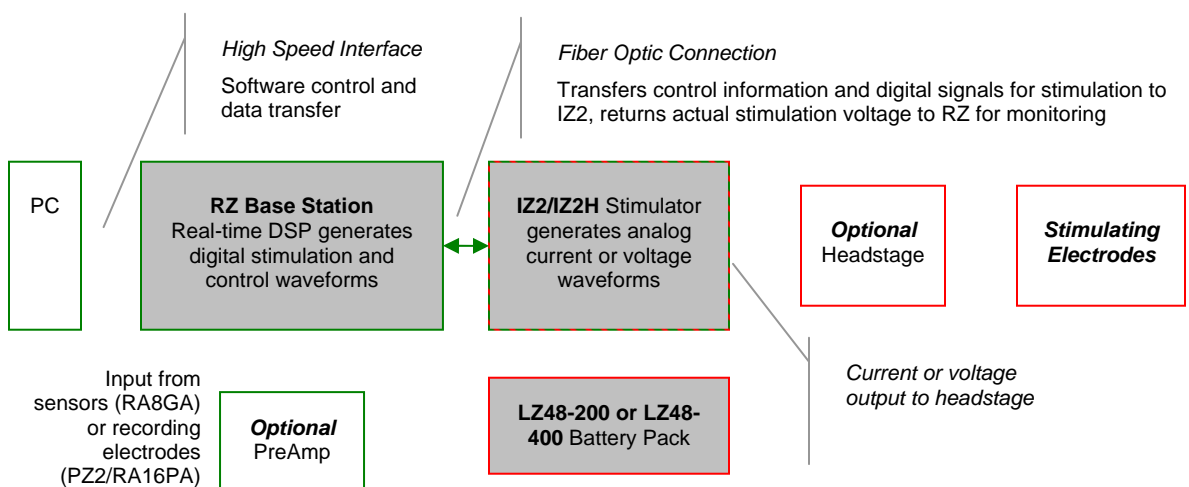 High Speed Interface
Software control and
data transfer
Fiber Optic Connection
Transfers control information and digital signals for stimulation to
IZ2, returns actual stimulation voltage to RZ for monitoring
PC
RZ Base Station
Real-time DSP generates
digital stimulation and
control waveforms
IZ2/IZ2H Stimulator
generates analog
current or voltage
waveforms
Optional
Headstage
Stimulating
Electrodes
Input from
sensors (RA8GA)
or recording
electrodes
(PZ2/RA16PA)
Optional
PreAmp
LZ48-200 or LZ48-
400 Battery Pack
Current or voltage
output to headstage